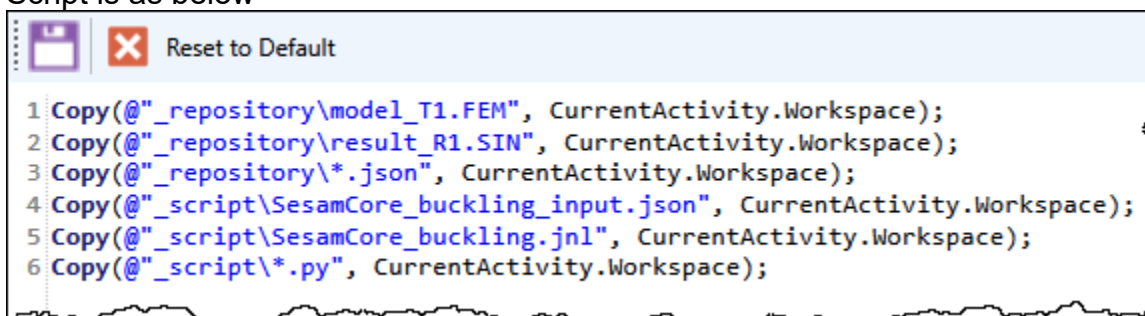 Script is as below
Reset to Default
1 Copy(@"_repository\model_T1.FEM", CurrentActivity.Workspace);
2 Copy(@"_repository\result_R1.SIN", CurrentActivity.Workspace);
3 Copy(@"_repository\*.json", CurrentActivity.Workspace);
4 Copy(@"_script\SesamCore_buckling_input.json", CurrentActivity.Workspace);
5 Copy(@"_script\SesamCore_buckling.jnl", CurrentActivity.Workspace);
6 Copy(@"_script\*.py", CurrentActivity.Workspace);